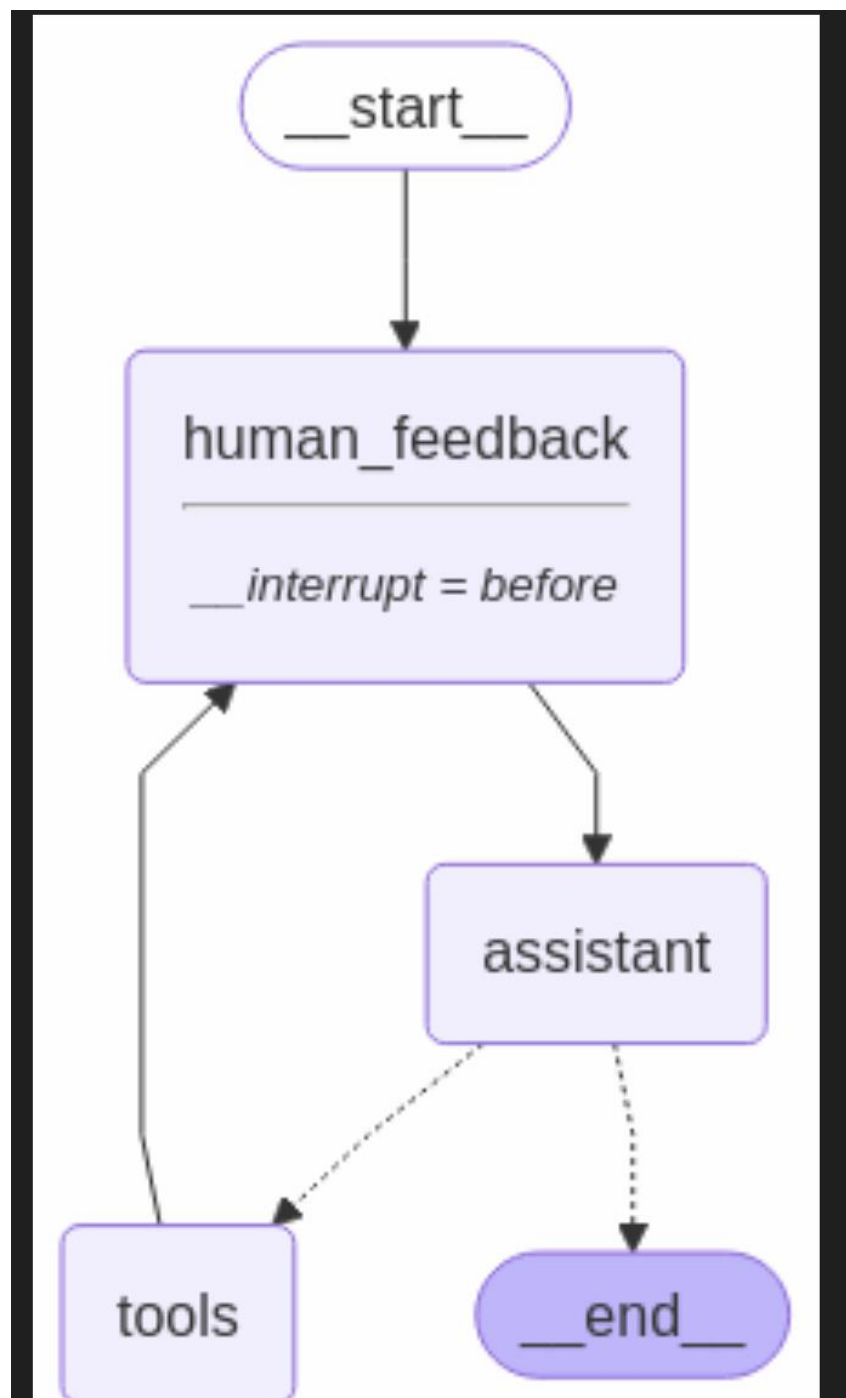 __start__
human_feedback
__interrupt = before
assistant
tools
__end__